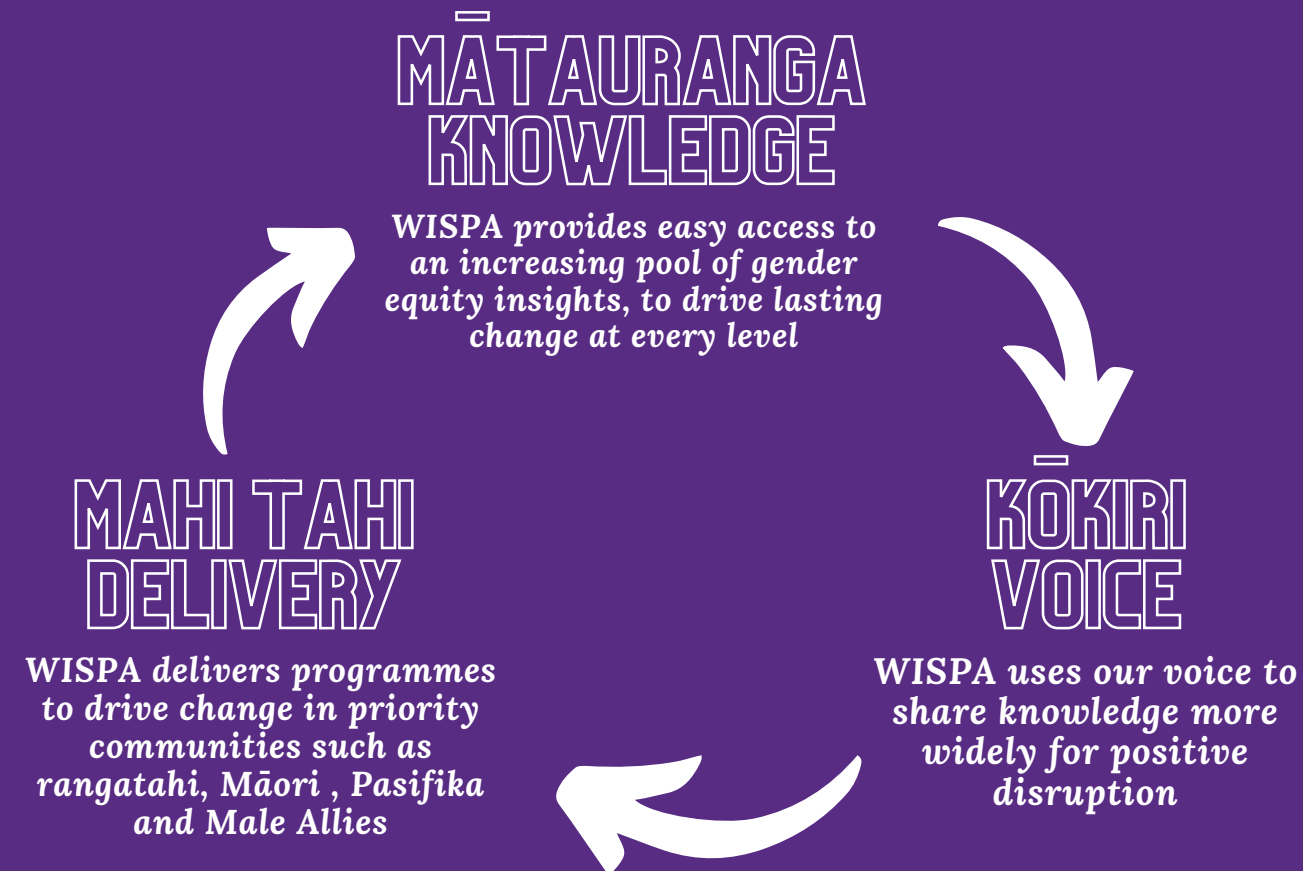 MĀTAURANGA
KNOWLEDGE
WISPA provides easy access to
an increasing pool of gender
equity insights, to drive lasting
change at every level
KŌKIRI
VOICE
WISPA uses our voice to
share knowledge more
widely for positive
disruption
MAHI TAHI
DELIVERY
WISPA delivers programmes
to drive change in priority
communities such as
rangatahi, Māori , Pasifika
and Male Allies